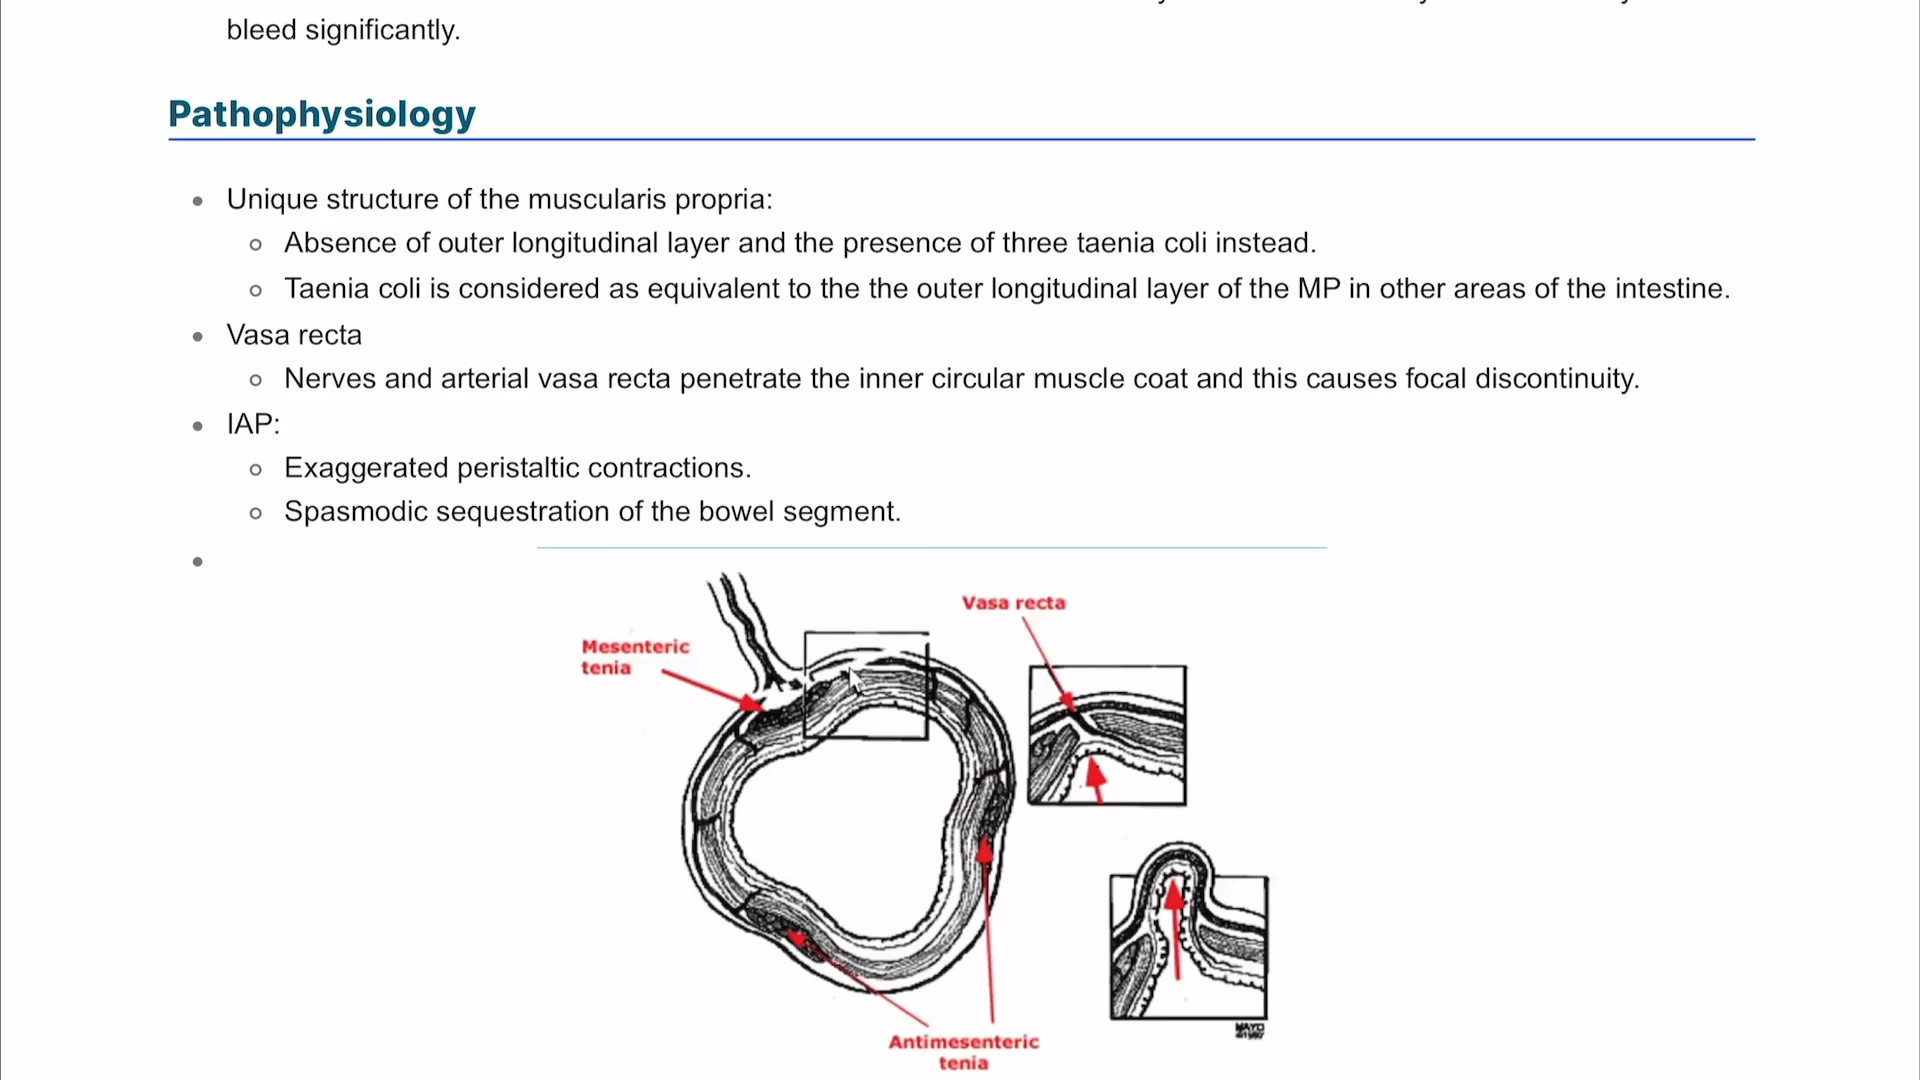 bleed significantly.
Pathophysiology
Unique structure of the muscularis propria:
Absence of outer longitudinal layer and the presence of three taenia coli instead.
Taenia coli is considered as equivalent to the the outer longitudinal layer of the MP in other areas of the intestine.
Vasa recta
Nerves and arterial vasa recta penetrate the inner circular muscle coat and this causes focal discontinuity.
IAP:
Exaggerated peristaltic contractions.
Spasmodic sequestration of the bowel segment.
Vasa recta
Mesenteric
tenia
MAYO
©1997
Antimesenteric
tenia